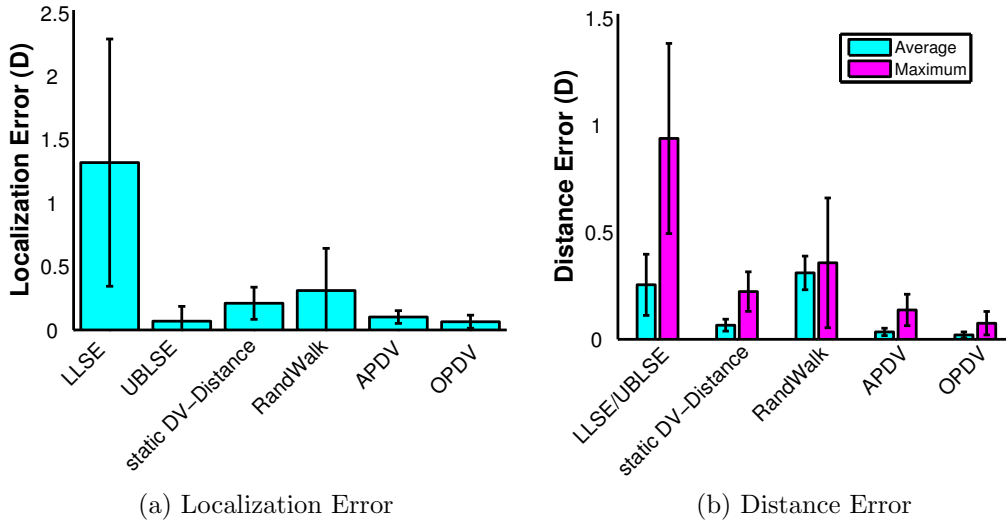 Localization Error (D)
2.5
2
1.5
1
0.5
0
LLSE
UBLSE
static DV−Distance
RandWalk
APDV
OPDV
(a) Localization Error
Distance Error (D)
1.5
1
0.5
0
Average
Maximum
LLSE/UBLSE
static DV−Distance
RandWalk
APDV
OPDV
(b) Distance Error